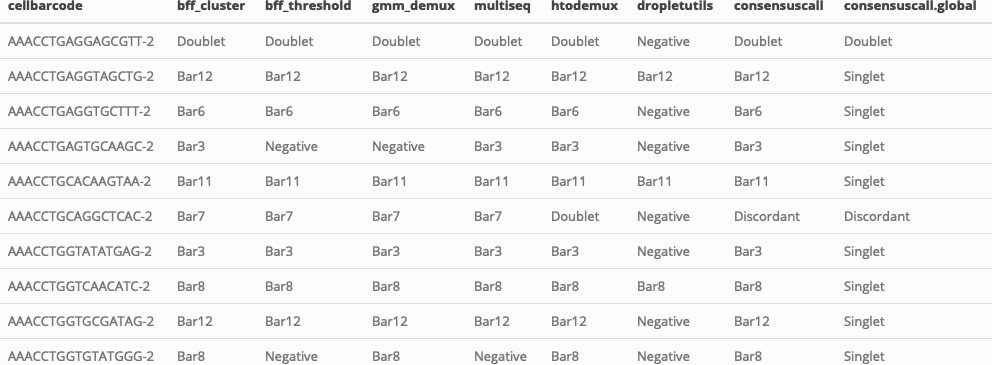 cellbarcode bff_cluster bff_threshold gmm_demux multiseq htodemux dropletutils consensuscall consensuscall.global
AAACCTGAGGAGCGTT-2 Doublet Doublet Doublet Doublet Doublet Negative Doublet Doublet
AAACCTGAGGTAGCTG-2 Bar12 Bar12 Bar12 Bar12 Bar12 Bar12 Bar12 Singlet
AAACCTGAGGTGCTTT-2 Bar6 Bar6 Bar6 Bar6 Bar6 Negative Bar6 Singlet
AAACCTGAGTGCAAGC-2 Bar3 Negative Negative Bar3 Bar3 Negative Bar3 Singlet
AAACCTGCACAAGTAA-2 Bar11 Bar11 Bar11 Bar11 Bar11 Bar11 Bar11 Singlet
AAACCTGCAGGCTCAC-2 Bar7 Bar7 Bar7 Bar7 Doublet Negative Discordant Discordant
AAACCTGGTATATGAG-2 Bar3 Bar3 Bar3 Bar3 Bar3 Negative Bar3 Singlet
AAACCTGGTCAACATC-2 Bar8 Bar8 Bar8 Bar8 Bar8 Bar8 Bar8 Singlet
AAACCTGGTGCGATAG-2 Bar12 Bar12 Bar12 Bar12 Bar12 Negative Bar12 Singlet
AAACCTGGTGTATGGG-2 Bar8 Negative Bar8 Negative Bar8 Negative Bar8 Singlet